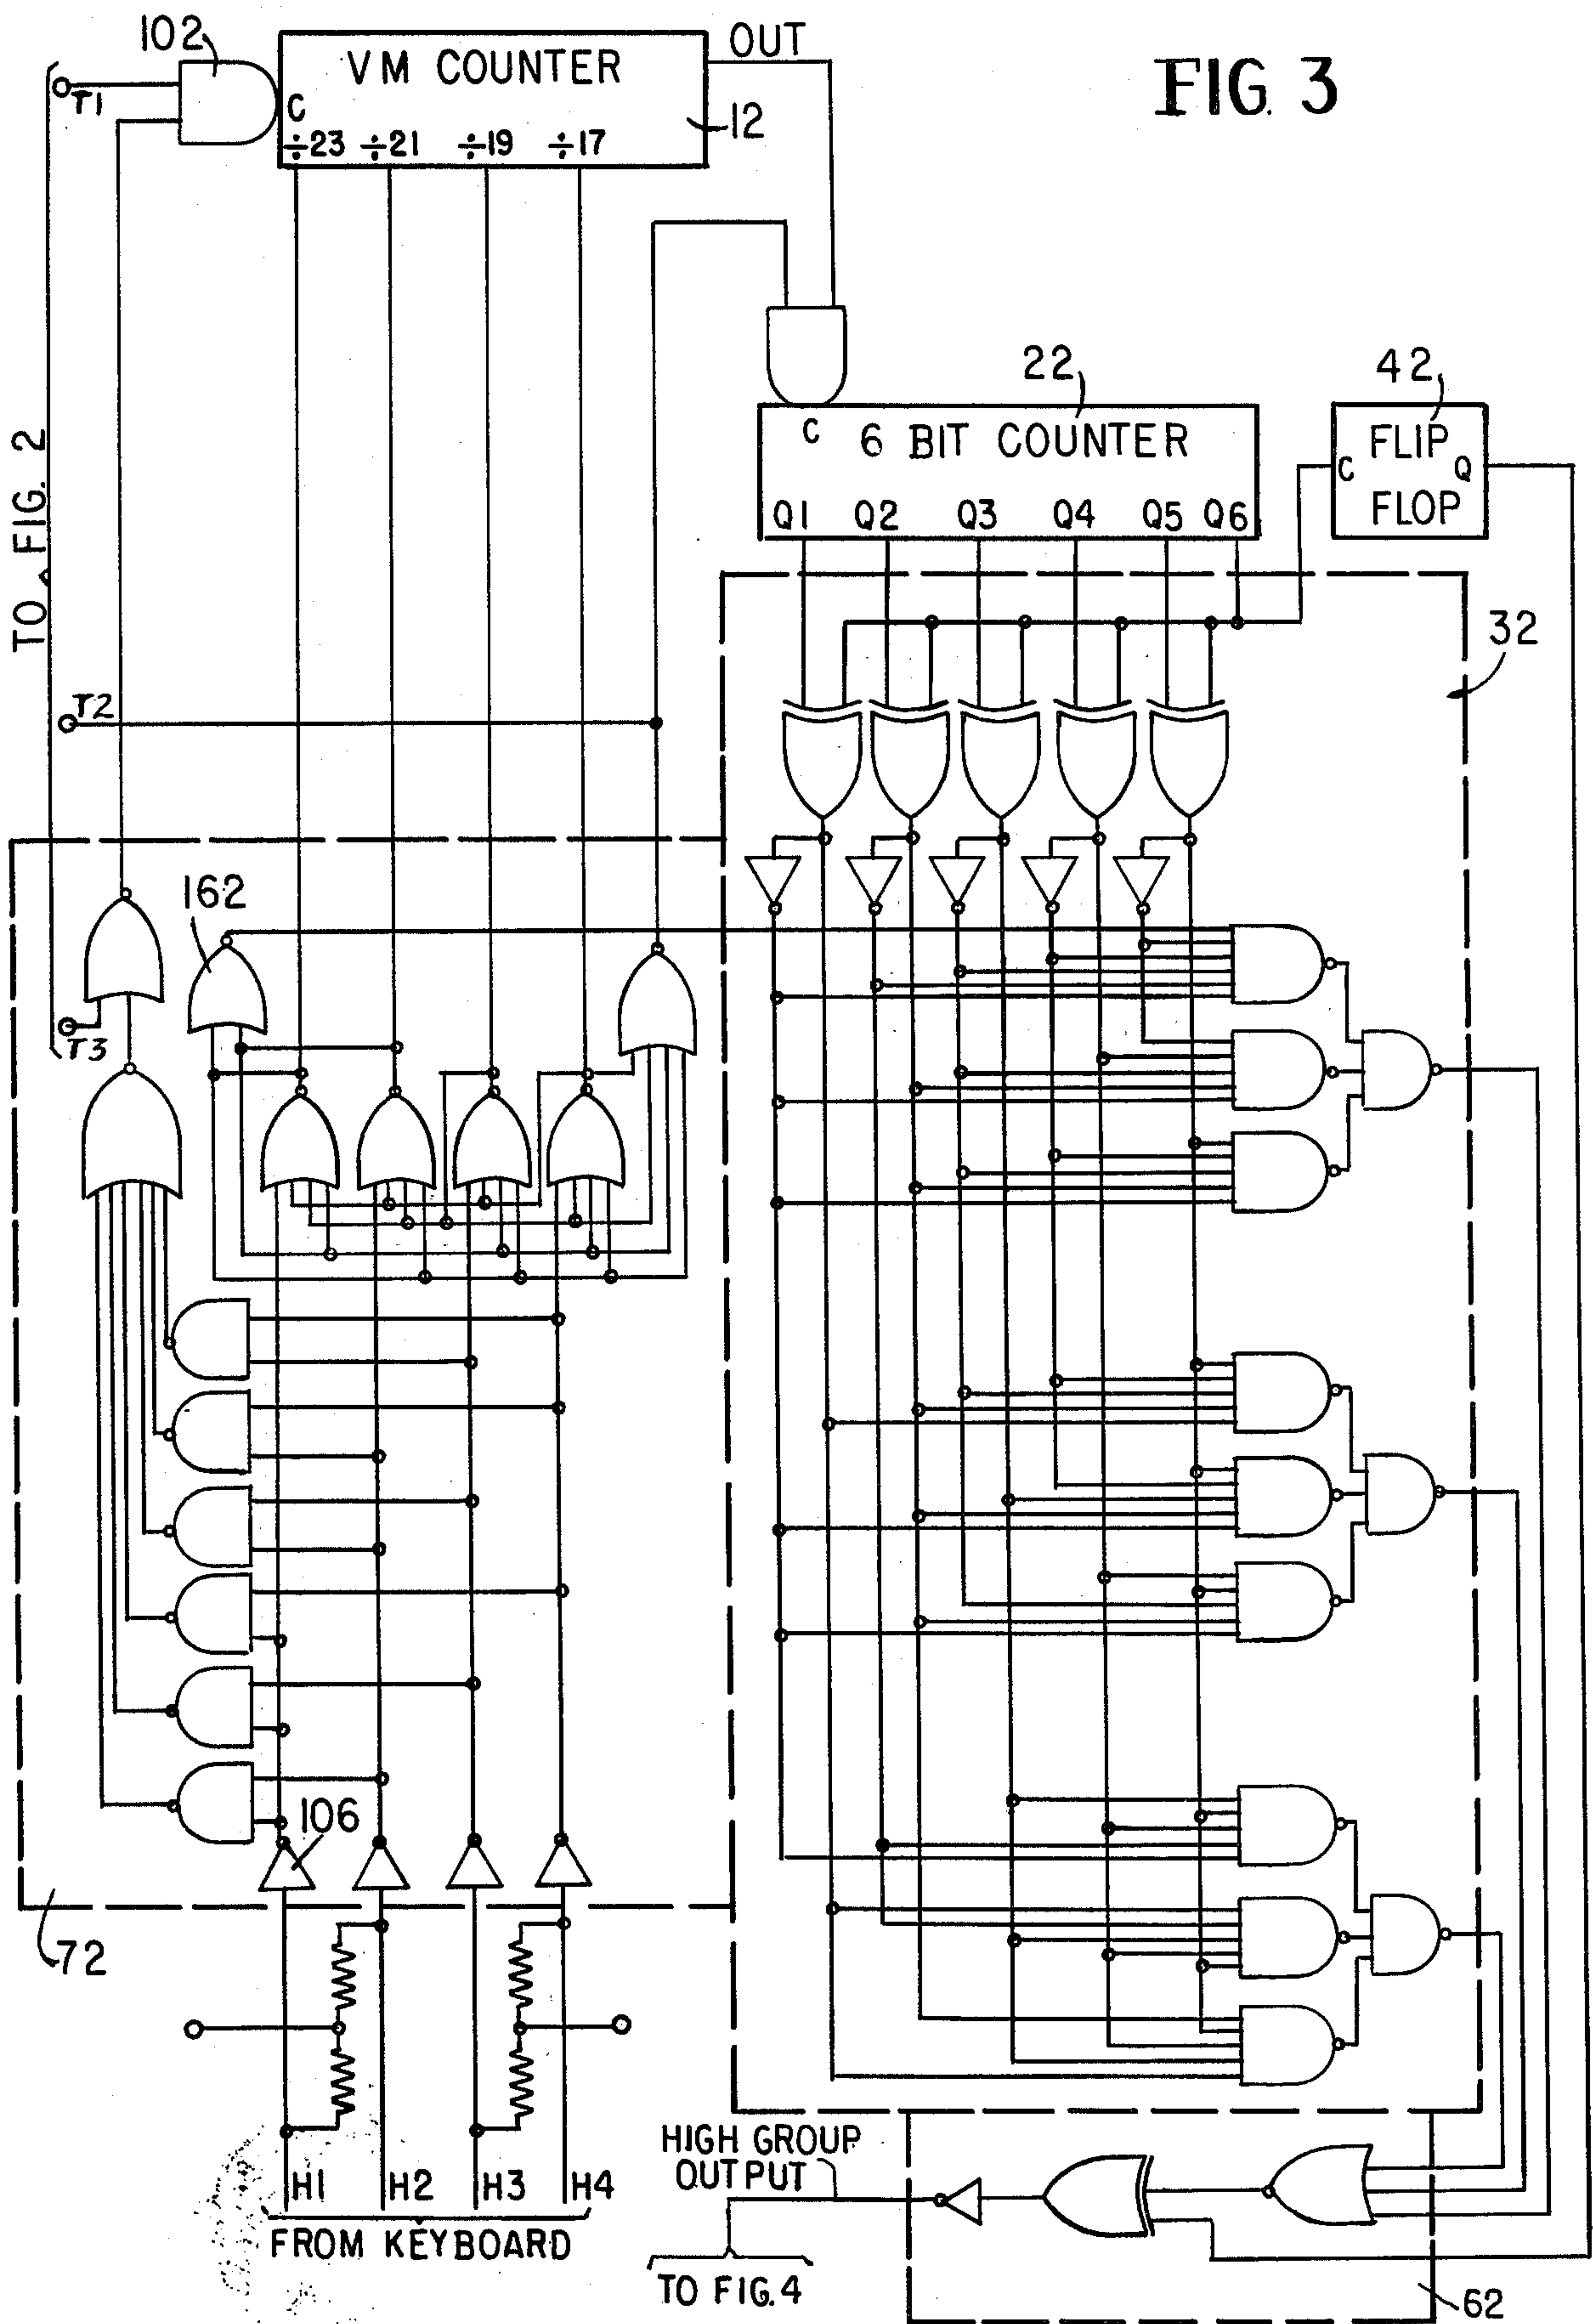 102
VM COUNTER
OUT
FIG. 3
T1
C
12
÷23 ÷21 ÷19 ÷17
TO FIG. 2
22
42
C 6 BIT COUNTER
FLIP
C Q
FLOP
Q1 Q2 Q3 Q4 Q5 Q6
32
T2
162
T3
106
72
H1 H2 H3 H4
FROM KEYBOARD
HIGH GROUP
OUTPUT
TO FIG. 4
62